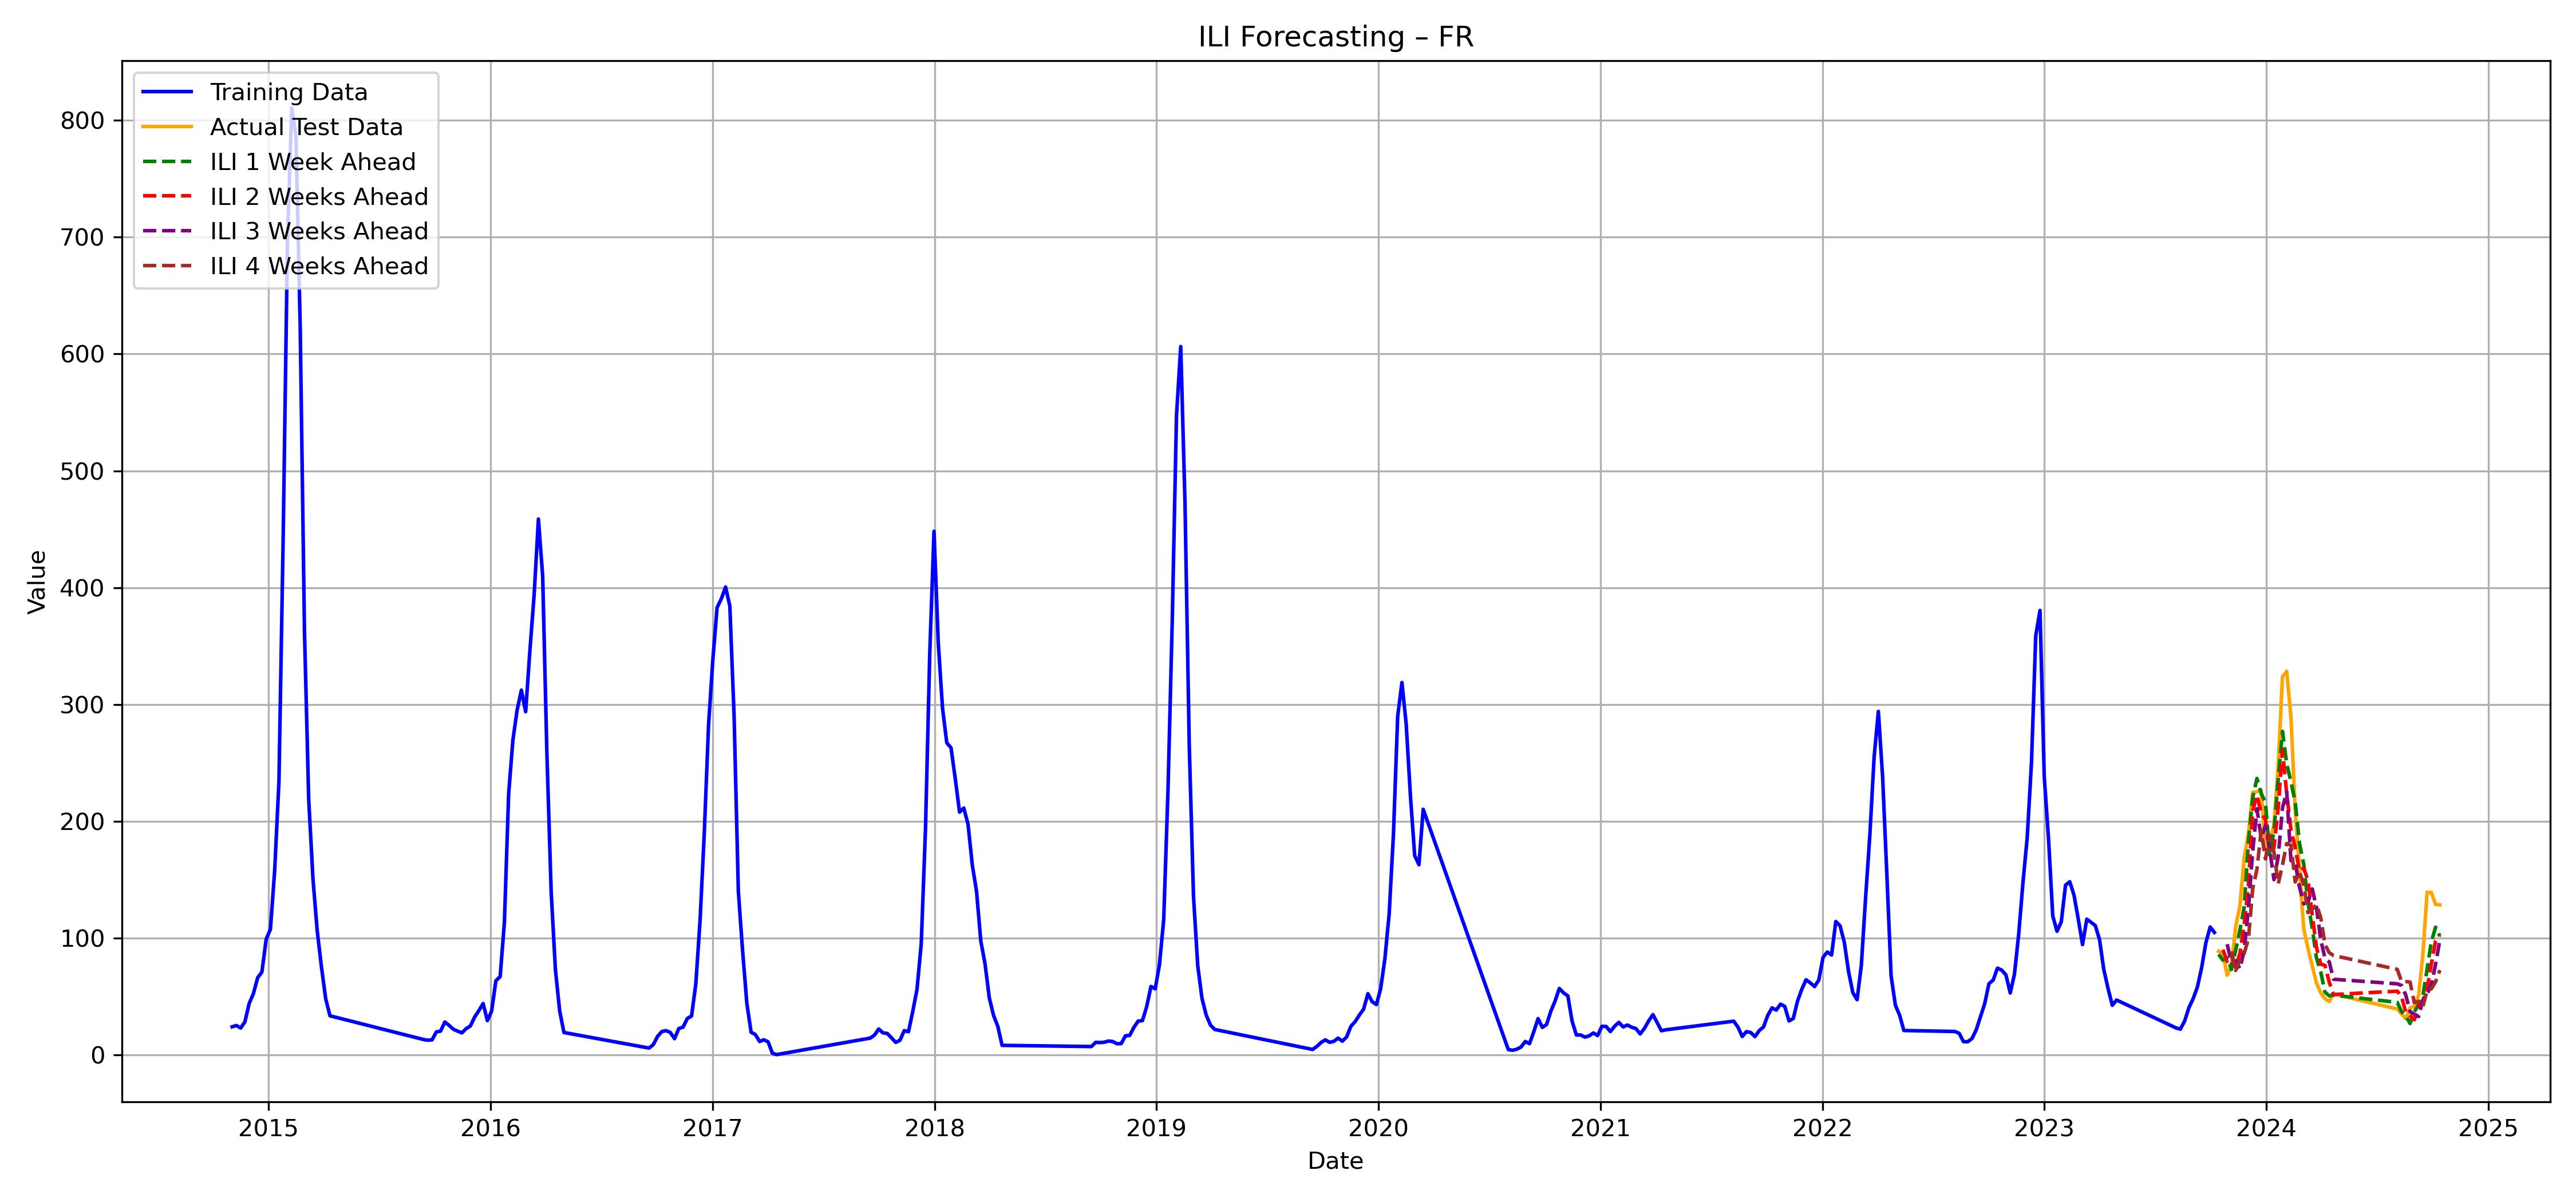 ILI Forecasting – FR
Training Data
Actual Test Data
ILI 1 Week Ahead
ILI 2 Weeks Ahead
ILI 3 Weeks Ahead
ILI 4 Weeks Ahead
800
700
600
500
400
300
200
100
0
Value
2015 2016 2017 2018 2019 2020 2021 2022 2023 2024 2025
Date